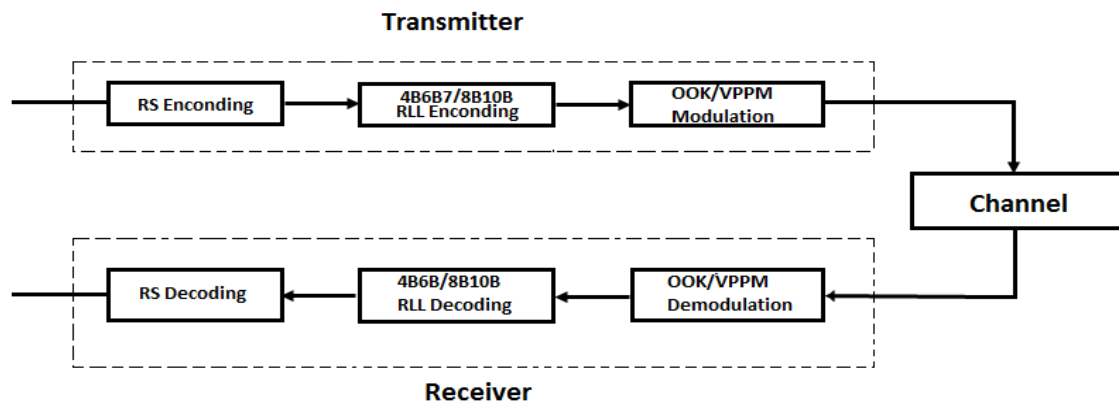 Transmitter
RS Enconding
4B6B7/8B10B
RLL Enconding
OOK/VPPM
Modulation
Channel
RS Decoding
4B6B/8B10B
RLL Decoding
OOK/VPPM
Demodulation
Receiver